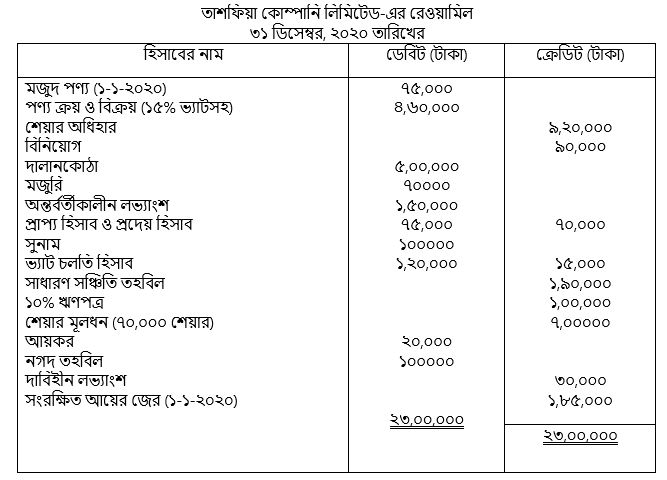 তাশফিয়া কোম্পানি লিমিটেড-এর রেওয়ামিল
৩১ ডিসেম্বর, ২০২০ তারিখের
হিসাবের নাম ডেবিট (টাকা) ক্রেডিট (টাকা)
মজুদ পণ্য (১-১-২০২০) ৭৫,০০০
পণ্য ক্রয় ও বিক্রয় (১৫% ভ্যাটসহ) ৪,৬০,০০০
শেয়ার অধিহার ৯,২০,০০০
বিনিয়োগ ৯০,০০০
দালানকোঠা ৫,০০,০০০
মজুরি ৭০০০০
অন্তর্বর্তীকালীন লভ্যাংশ ১,৫০,০০০
প্রাপ্য হিসাব ও প্রদেয় হিসাব ৭৫,০০০ ৭০,০০০
সুনাম ১০০০০০
ভ্যাট চলতি হিসাব ১,২০,০০০ ১৫,০০০
সাধারণ সঞ্চিতি তহবিল ১,৯০,০০০
১০% ঋণপত্র ১,০০,০০০
শেয়ার মূলধন (৭০,০০০ শেয়ার) ৭,০০০০০
আয়কর ২০,০০০
নগদ তহবিল ১০০০০০
দাবিহীন লভ্যাংশ ৩০,০০০
সংরক্ষিত আয়ের জের (১-১-২০২০) ১,৮৫,০০০
২৩,০০,০০০
২৩,০০,০০০